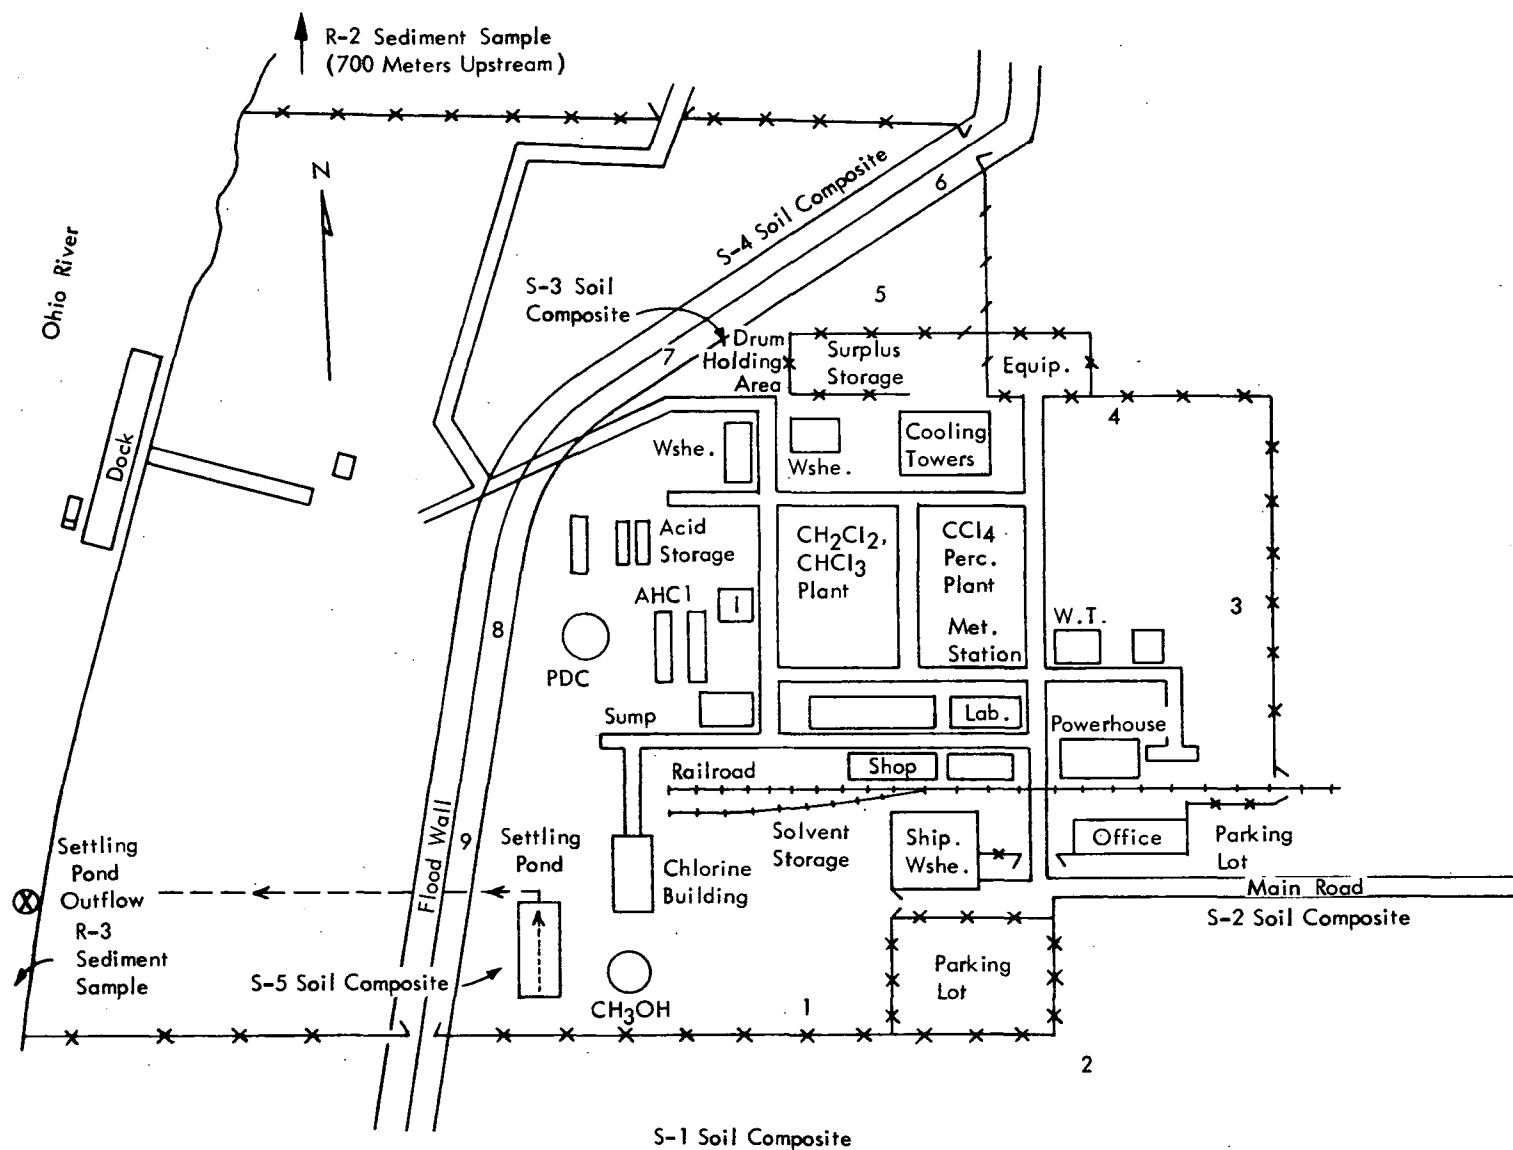 R-2 Sediment Sample
(700 Meters Upstream)
N
Ohio River
S-4 Soil Composite
6
S-3 Soil
Composite
5
7
Drum
Holding
Area
Surplus
Storage
Equip.
4
Dock
Wshe.
Wshe.
Cooling
Towers
Acid
Storage
CH2Cl2,
CHCl3
Plant
CCl4
Perc.
Plant
Met.
Station
AHCl
I
3
W.T.
8
PDC
Sump
Lab.
Powerhouse
Railroad
Shop
Flood Wall
9
Settling
Pond
Solvent
Storage
Ship.
Wshe.
Office
Parking
Lot
Settling
Pond
Outflow
Chlorine
Building
Main Road
S-2 Soil Composite
R-3
Sediment
Sample
S-5 Soil Composite
Parking
Lot
CH3OH
1
2
S-1 Soil Composite